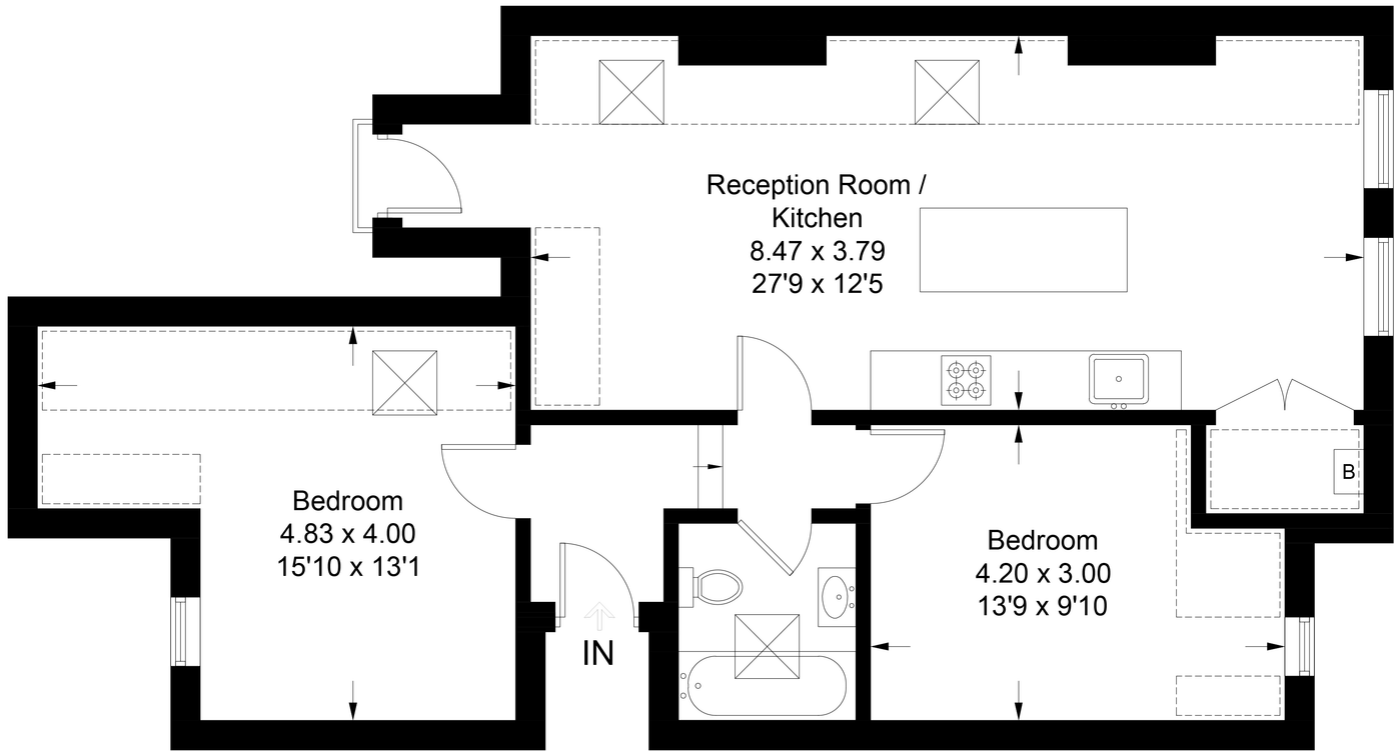 Reception Room /
Kitchen
8.47 x 3.79
27'9 x 12'5
B
Bedroom
4.83 x 4.00
15'10 x 13'1
Bedroom
4.20 x 3.00
13'9 x 9'10
IN